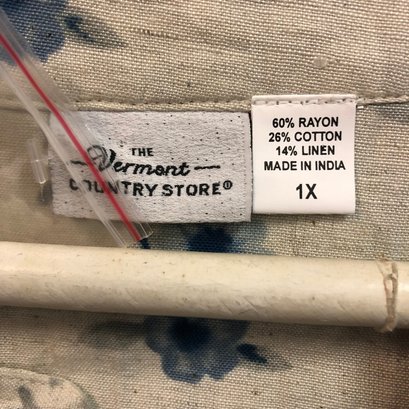 THE
Vermont
COUNTRY STORE®
60% RAYON
26% COTTON
14% LINEN
MADE IN INDIA
1X